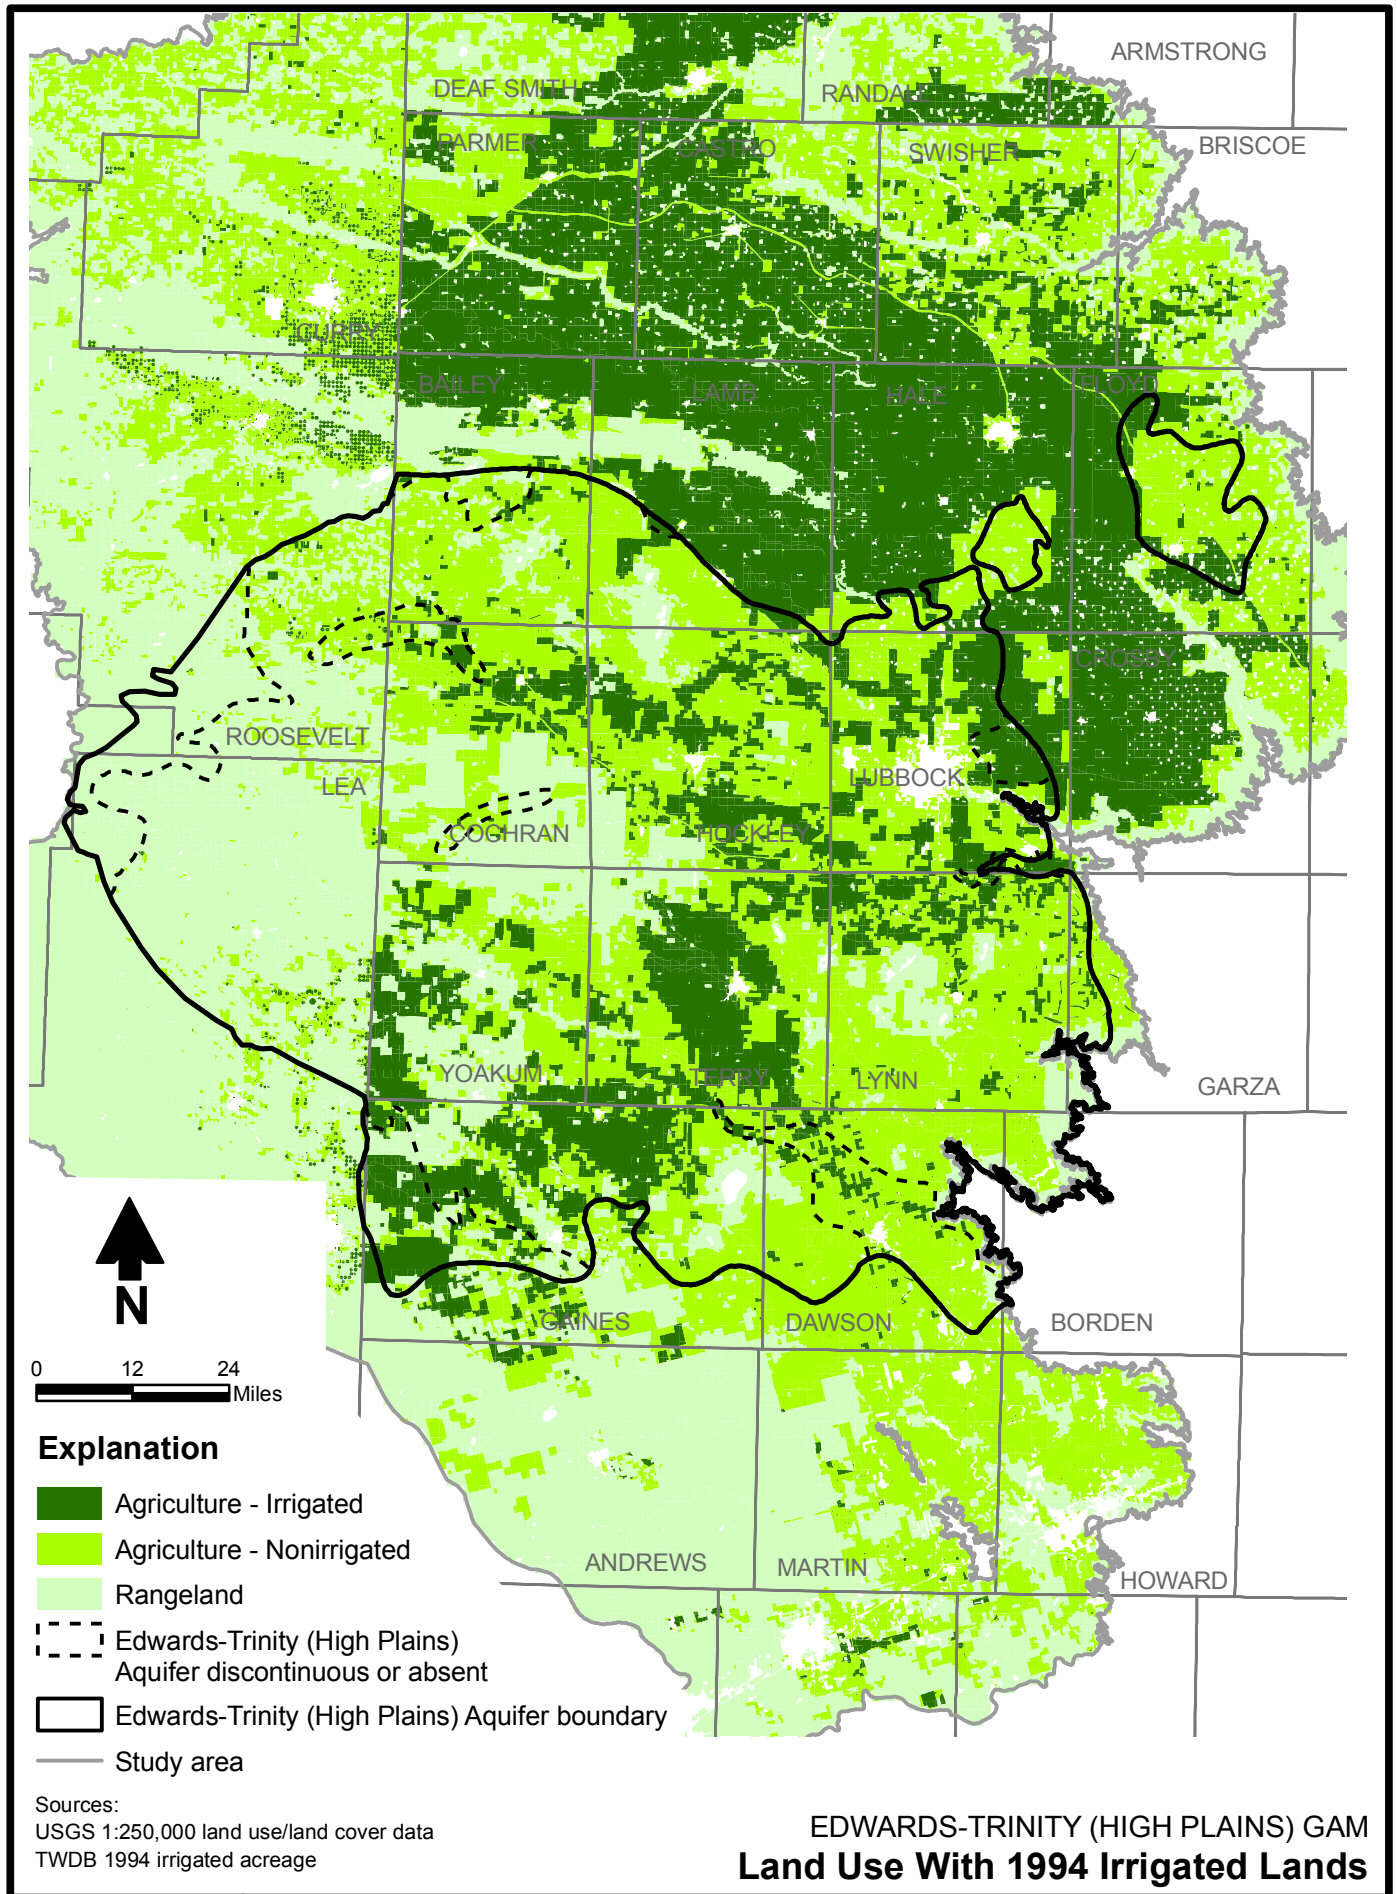 ARMSTRONG
DEAF SMITH
RANDALL
PARMER
CASTRO
SWISHER
BRISCOE
CURRY
BAILEY
LAMB
HALE
FLOYD
CROSBY
ROOSEVELT
LEA
LUBBOCK
COCHRAN
HOCKLEY
YOAKUM
TERRY
LYNN
GARZA
GAINES
DAWSON
BORDEN
ANDREWS
MARTIN
HOWARD
N
0 12 24
Miles
Explanation
Agriculture - Irrigated
Agriculture - Nonirrigated
Rangeland
Edwards-Trinity (High Plains)
Aquifer discontinuous or absent
Edwards-Trinity (High Plains) Aquifer boundary
Study area
Sources:
USGS 1:250,000 land use/land cover data
TWDB 1994 irrigated acreage
EDWARDS-TRINITY (HIGH PLAINS) GAM
Land Use With 1994 Irrigated Lands